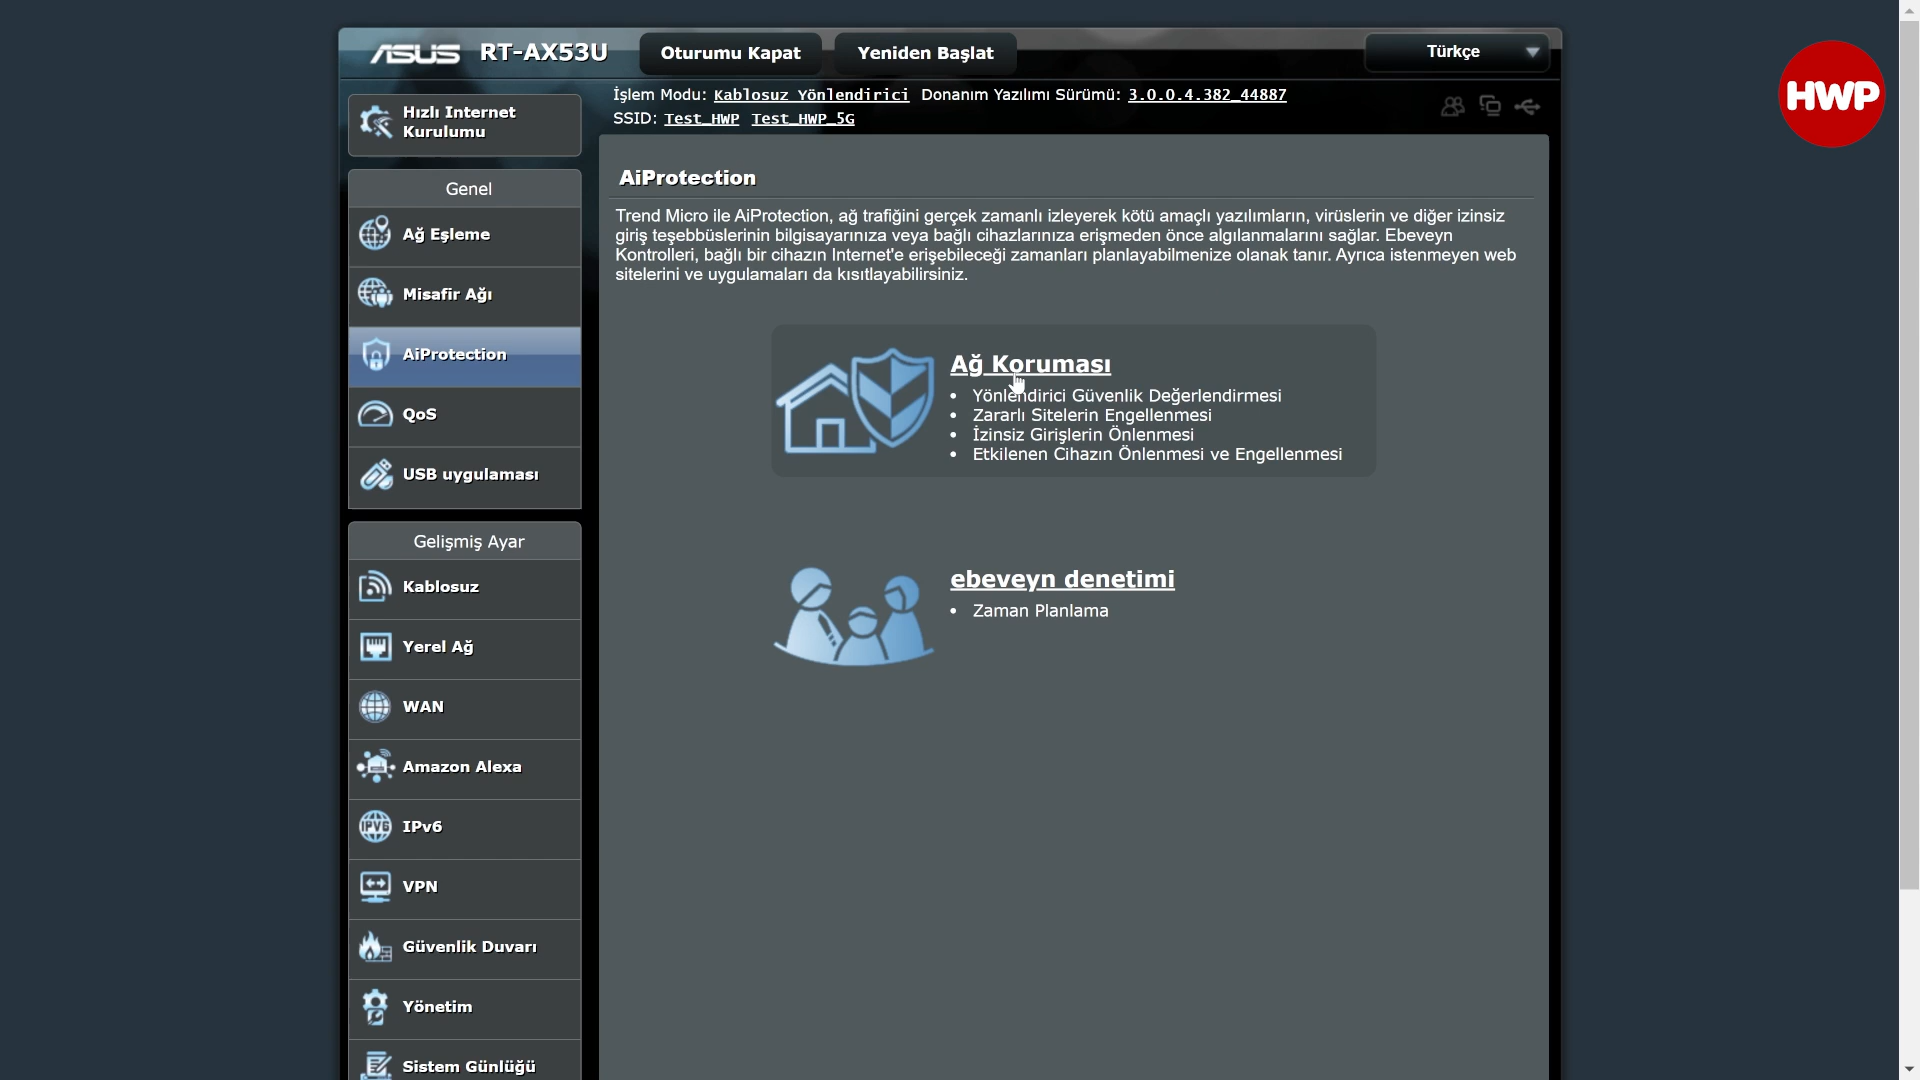 ASUS RT-AX53U Oturumu Kapat Yeniden Başlat Türkçe
HWP
İşlem Modu: Kablosuz Yönlendirici Donanım Yazılımı Sürümü: 3.0.0.4.382_44887
SSID: Test_HWP Test_HWP_5G
Hızlı Internet
Kurulumu
Genel
Ağ Eşleme
Misafir Ağı
AiProtection
QoS
USB uygulaması
Gelişmiş Ayar
Kablosuz
Yerel Ağ
WAN
Amazon Alexa
IPV6
IPv6
VPN
Güvenlik Duvarı
Yönetim
Sistem Günlüğü
AiProtection
Trend Micro ile AiProtection, ağ trafiğini gerçek zamanlı izleyerek kötü amaçlı yazılımların, virüslerin ve diğer izinsiz
giriş teşebbüslerinin bilgisayarınıza veya bağlı cihazlarınıza erişmeden önce algılanmalarını sağlar. Ebeveyn
Kontrolleri, bağlı bir cihazın Internet'e erişebileceği zamanları planlayabilmenize olanak tanır. Ayrıca istenmeyen web
sitelerini ve uygulamaları da kısıtlayabilirsiniz.
Ağ Koruması
• Yönlendirici Güvenlik Değerlendirmesi
• Zararlı Sitelerin Engellenmesi
• İzinsiz Girişlerin Önlenmesi
• Etkilenen Cihazın Önlenmesi ve Engellenmesi
ebeveyn denetimi
• Zaman Planlama